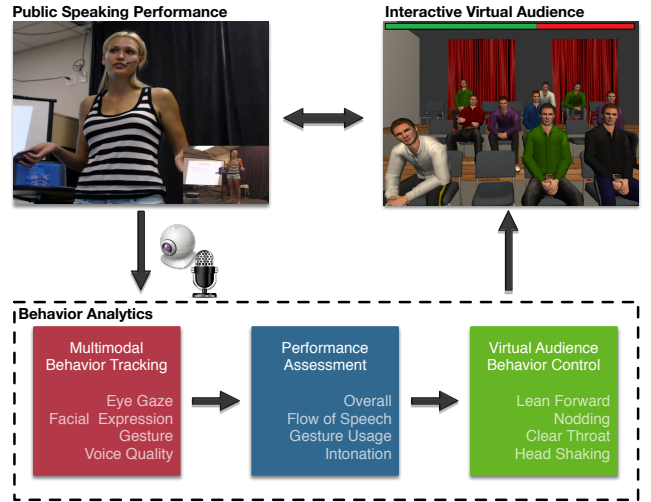 Public Speaking Performance
Interactive Virtual Audience
Behavior Analytics
Multimodal
Behavior Tracking
Eye Gaze
Facial Expression
Gesture
Voice Quality
Performance
Assessment
Overall
Flow of Speech
Gesture Usage
Intonation
Virtual Audience
Behavior Control
Lean Forward
Nodding
Clear Throat
Head Shaking